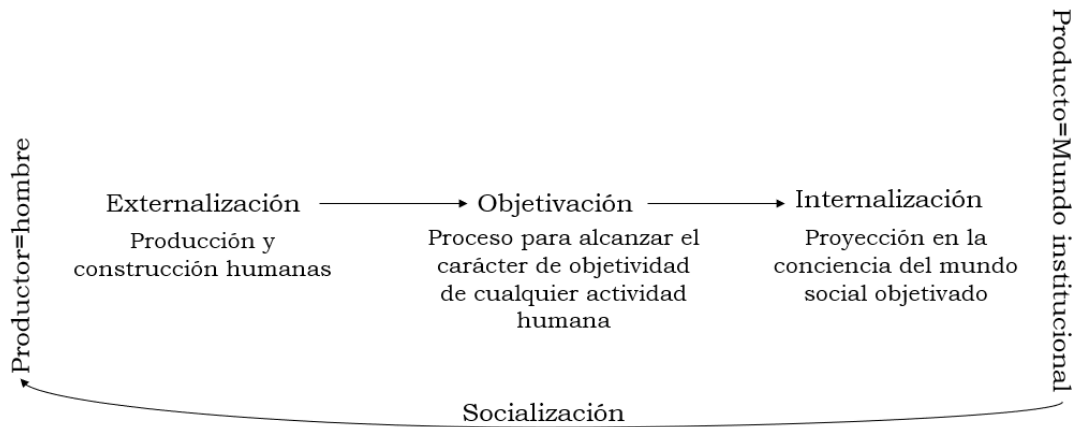 Productor=hombre
Externalización
Producción y
construcción humanas
Objetivación
Proceso para alcanzar el
carácter de objetividad
de cualquier actividad
humana
Internalización
Proyección en la
conciencia del mundo
social objetivado
Producto=Mundo institucional
Socialización